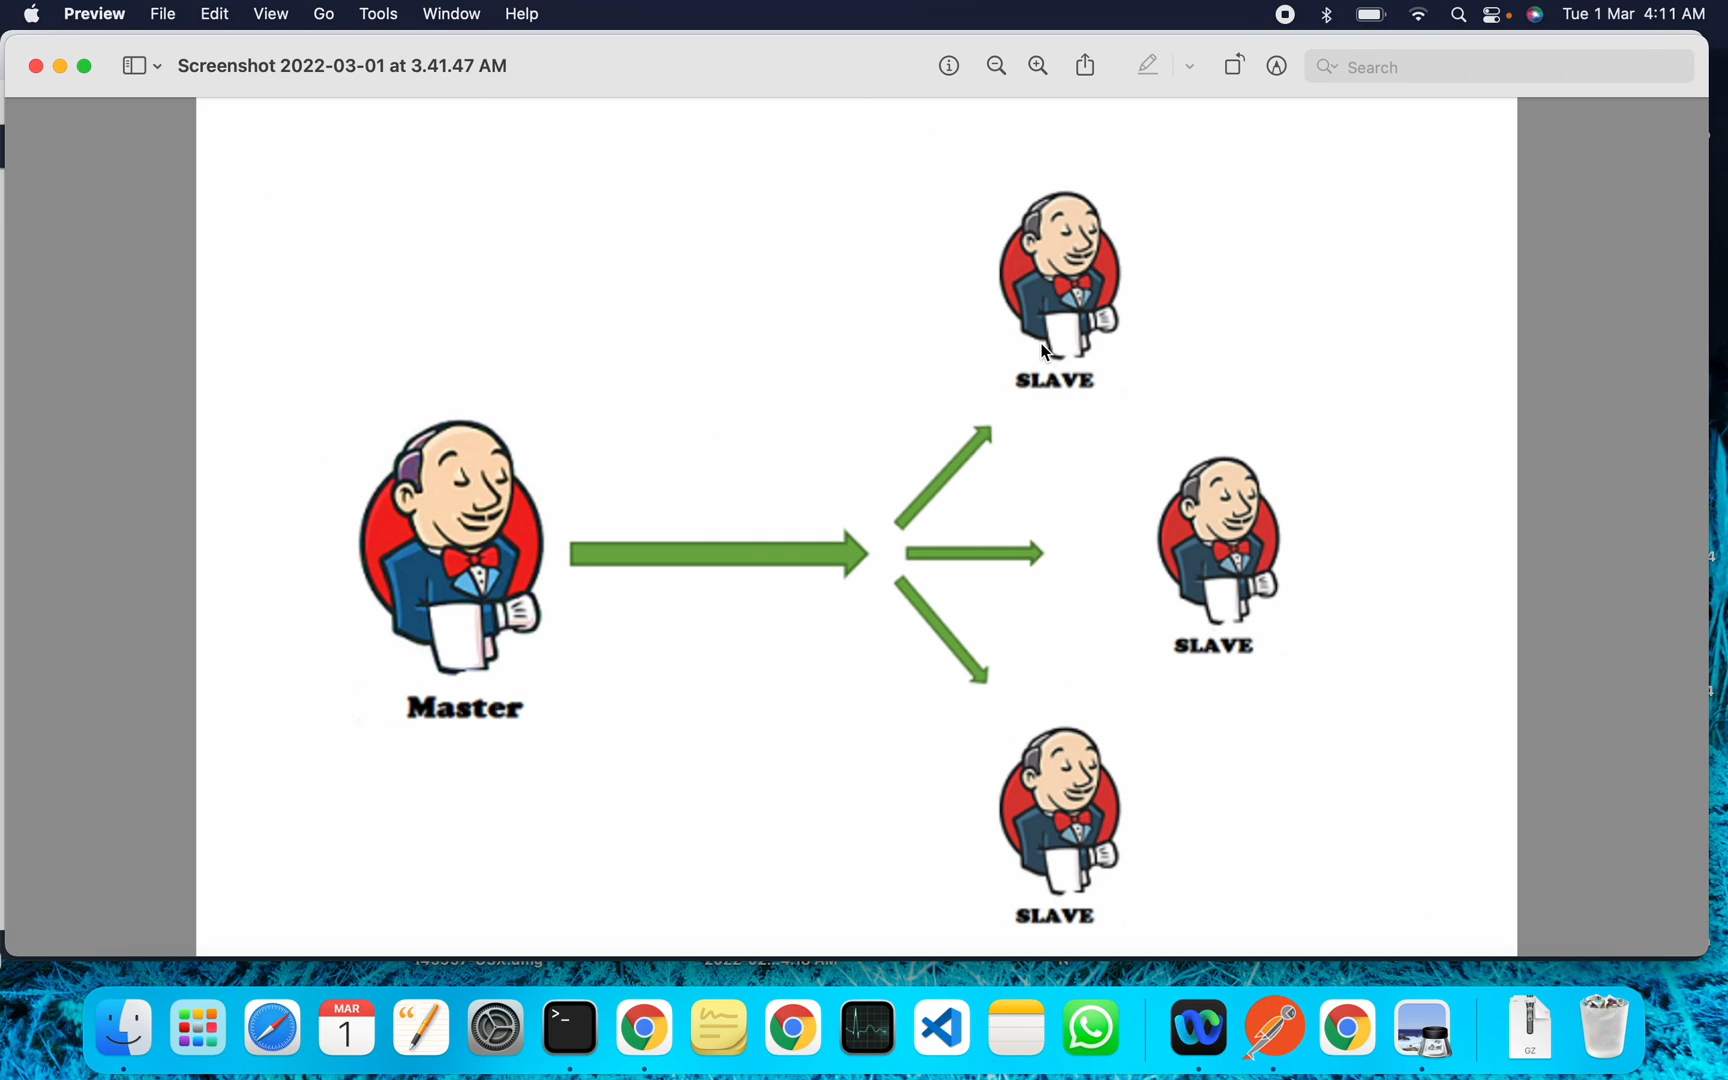 Preview File Edit View Go Tools Window Help Tue 1 Mar 4:11 AM
Screenshot 2022-03-01 at 3.41.47 AM Search
SLAVE
SLAVE
Master
SLAVE
MAR
1
GZ